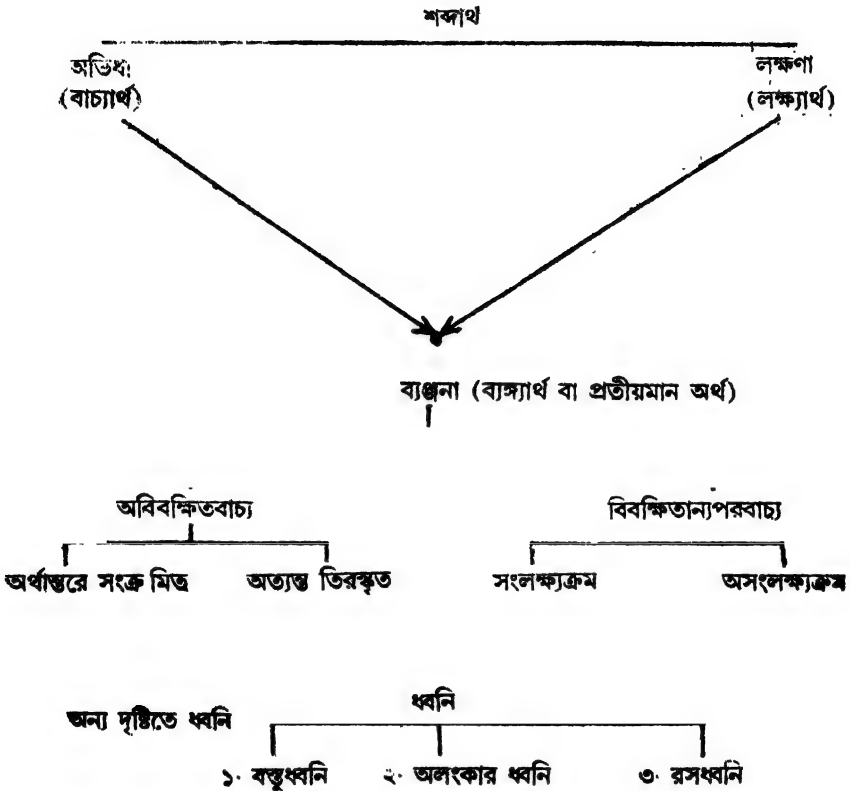 শব্দার্থ
অভিধা লক্ষণা
(বাচ্যার্থ) (লক্ষ্যার্থ)
ব্যঞ্জনা (ব্যঙ্গ্যার্থ বা প্রতীয়মান অর্থ)
অবিবক্ষিতবাচ্য বিবক্ষিতান্যপরবাচ্য
অর্থান্তরে সংক্রমিত অত্যন্ত তিরস্কৃত সংলক্ষ্যক্রম অসংলক্ষ্যক্রম
ধ্বনি
অন্য দৃষ্টিতে ধ্বনি
১. বস্তুধ্বনি ২. অলংকার ধ্বনি ৩. রসধ্বনি